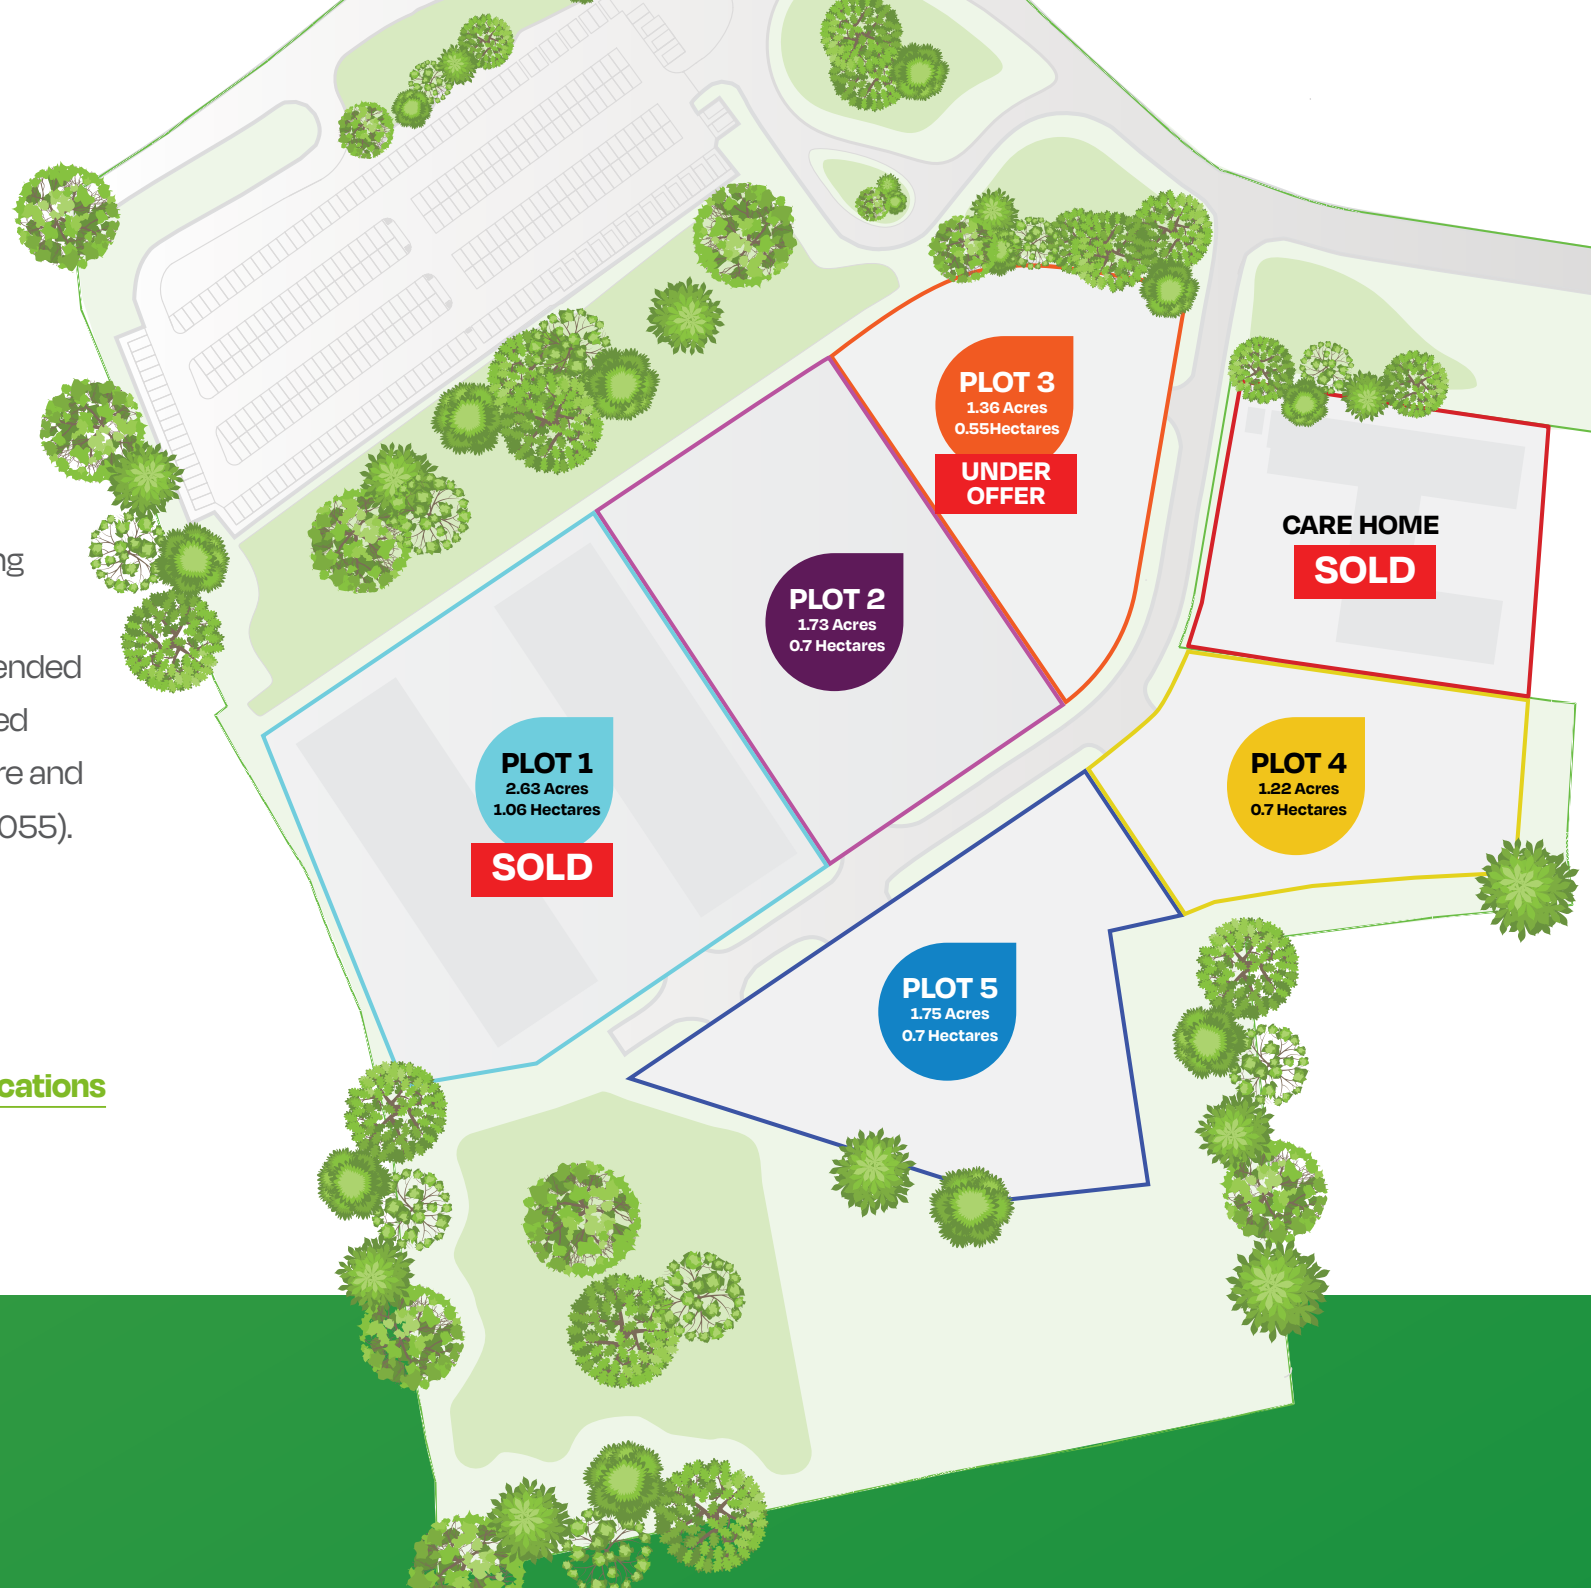 ng
ended
ed
re and
055).
cations
PLOT 3
1.36 Acres
0.55Hectares
UNDER
OFFER
CARE HOME
SOLD
PLOT 2
1.73 Acres
0.7 Hectares
PLOT 1
2.63 Acres
1.06 Hectares
SOLD
PLOT 4
1.22 Acres
0.7 Hectares
PLOT 5
1.75 Acres
0.7 Hectares